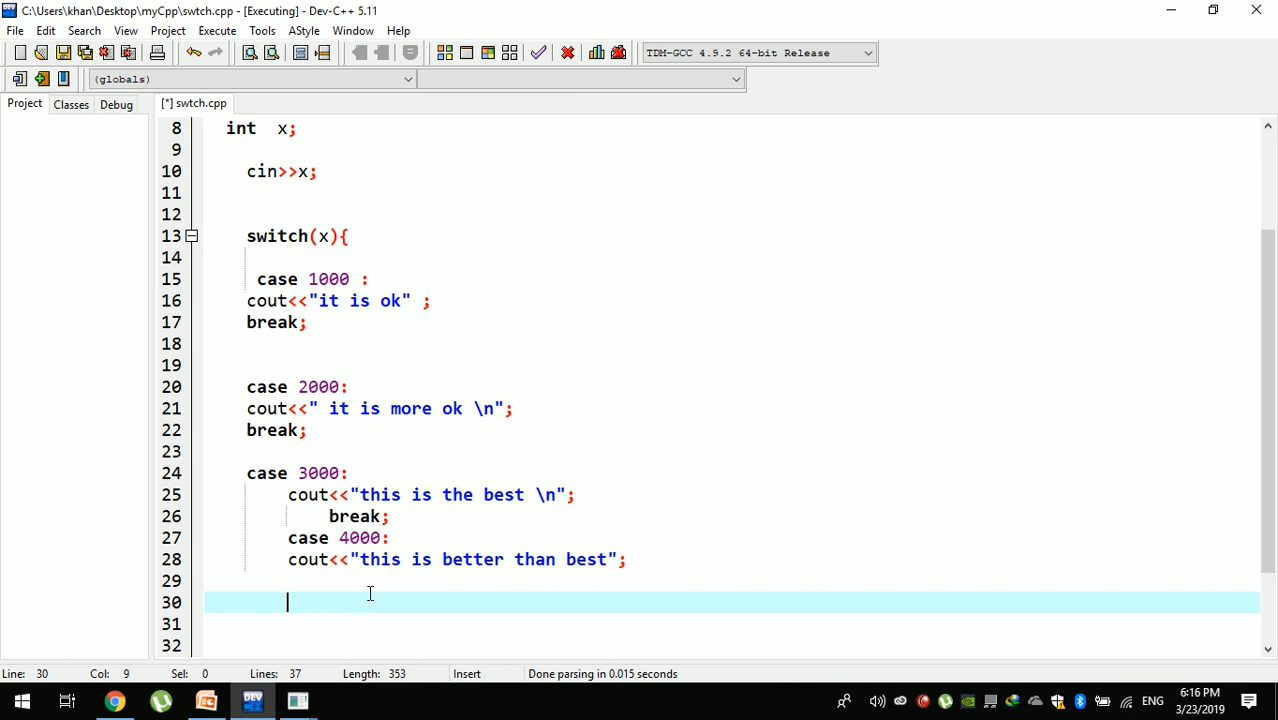 C:\Users\khan\Desktop\myCpp\swtch.cpp - [Executing] - Dev-C++ 5.11
File Edit Search View Project Execute Tools AStyle Window Help
TDM-GCC 4.9.2 64-bit Release
(globals)
Project Classes Debug [*] swtch.cpp
8 int x;
9
10 cin>>x;
11
12
13 switch(x){
14
15 case 1000 :
16 cout<<"it is ok" ;
17 break;
18
19
20 case 2000:
21 cout<<" it is more ok \n";
22 break;
23
24 case 3000:
25 cout<<"this is the best \n";
26 break;
27 case 4000:
28 cout<<"this is better than best";
29
30
31
32
Line: 30 Col: 9 Sel: 0 Lines: 37 Length: 353 Insert Done parsing in 0.015 seconds
DEV ENG 6:16 PM
3/23/2019